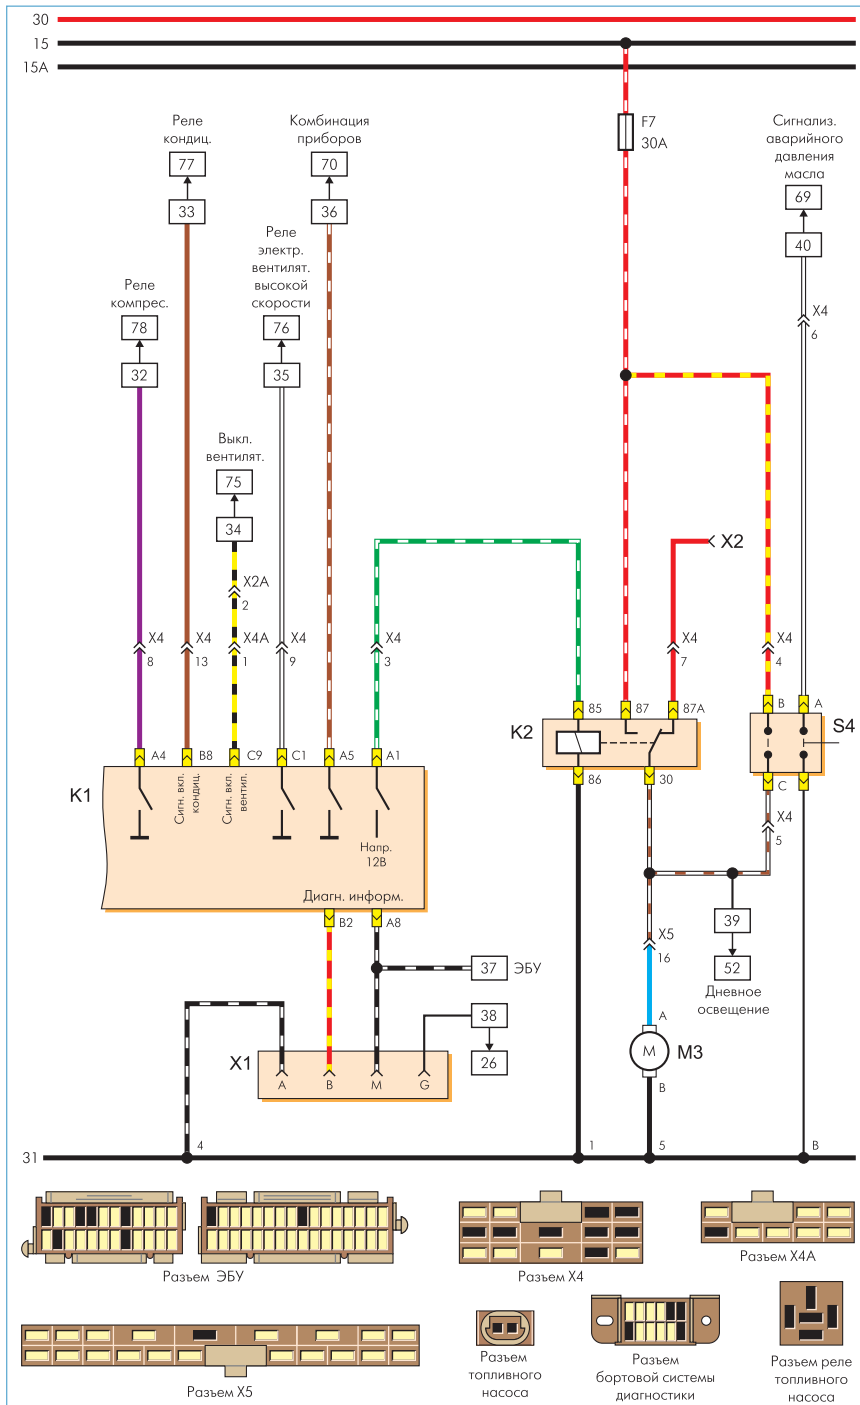 30
15
15А
Реле
кондиц.
77
33
Комбинация
приборов
70
36
F7
30А
Сигнализ.
аварийного
давления
масла
69
40
Реле
электр.
вентилят.
высокой
скорости
76
35
Реле
компрес.
78
32
X4
6
Выкл.
вентилят.
75
34
X2
X2A
2
X4
8
X4
13
X4A
1
X4
9
X4
3
X4
7
X4
4
85
87
87A
B
A
K2
S4
A4
B8
C9
C1
A5
A1
86
30
C
K1
Сигн. вкл.
кондиц.
Сигн. вкл.
вентил.
Напр.
12В
X4
5
Диагн. информ.
B2
A8
39
X5
16
37
ЭБУ
52
Дневное
освещение
38
A
26
M
M3
B
X1
A
B
M
G
31
4
1
5
B
Разъем ЭБУ
Разъем X4
Разъем X4A
Разъем X5
Разъем
топливного
насоса
Разъем
бортовой системы
диагностики
Разъем реле
топливного
насоса